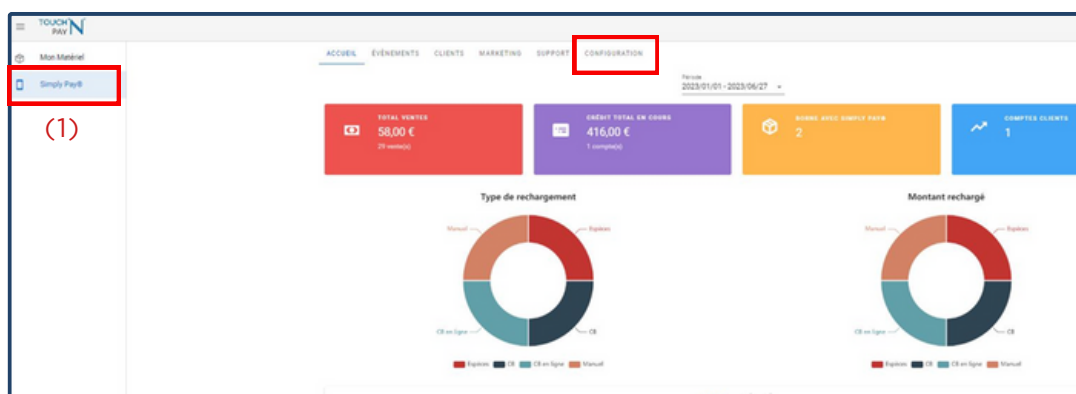 TOUCH N
PAY
Mon Matériel
Simply Pay®
(1)
ACCUEIL ÉVÈNEMENTS CLIENTS MARKETING SUPPORT CONFIGURATION
Période
2023/01/01 - 2023/06/27
TOTAL VENTES
58,00 €
29 vente(s)
CRÉDIT TOTAL EN COURS
416,00 €
1 compte(s)
BORNE AVEC SIMPLY PAY®
2
COMPTES CLIENTS
1
Type de rechargement
Manuel
Espèces
CB en ligne
CB
Espèces CB CB en ligne Manuel
Montant rechargé
Manuel
Espèces
CB en ligne
CB
Espèces CB CB en ligne Manuel